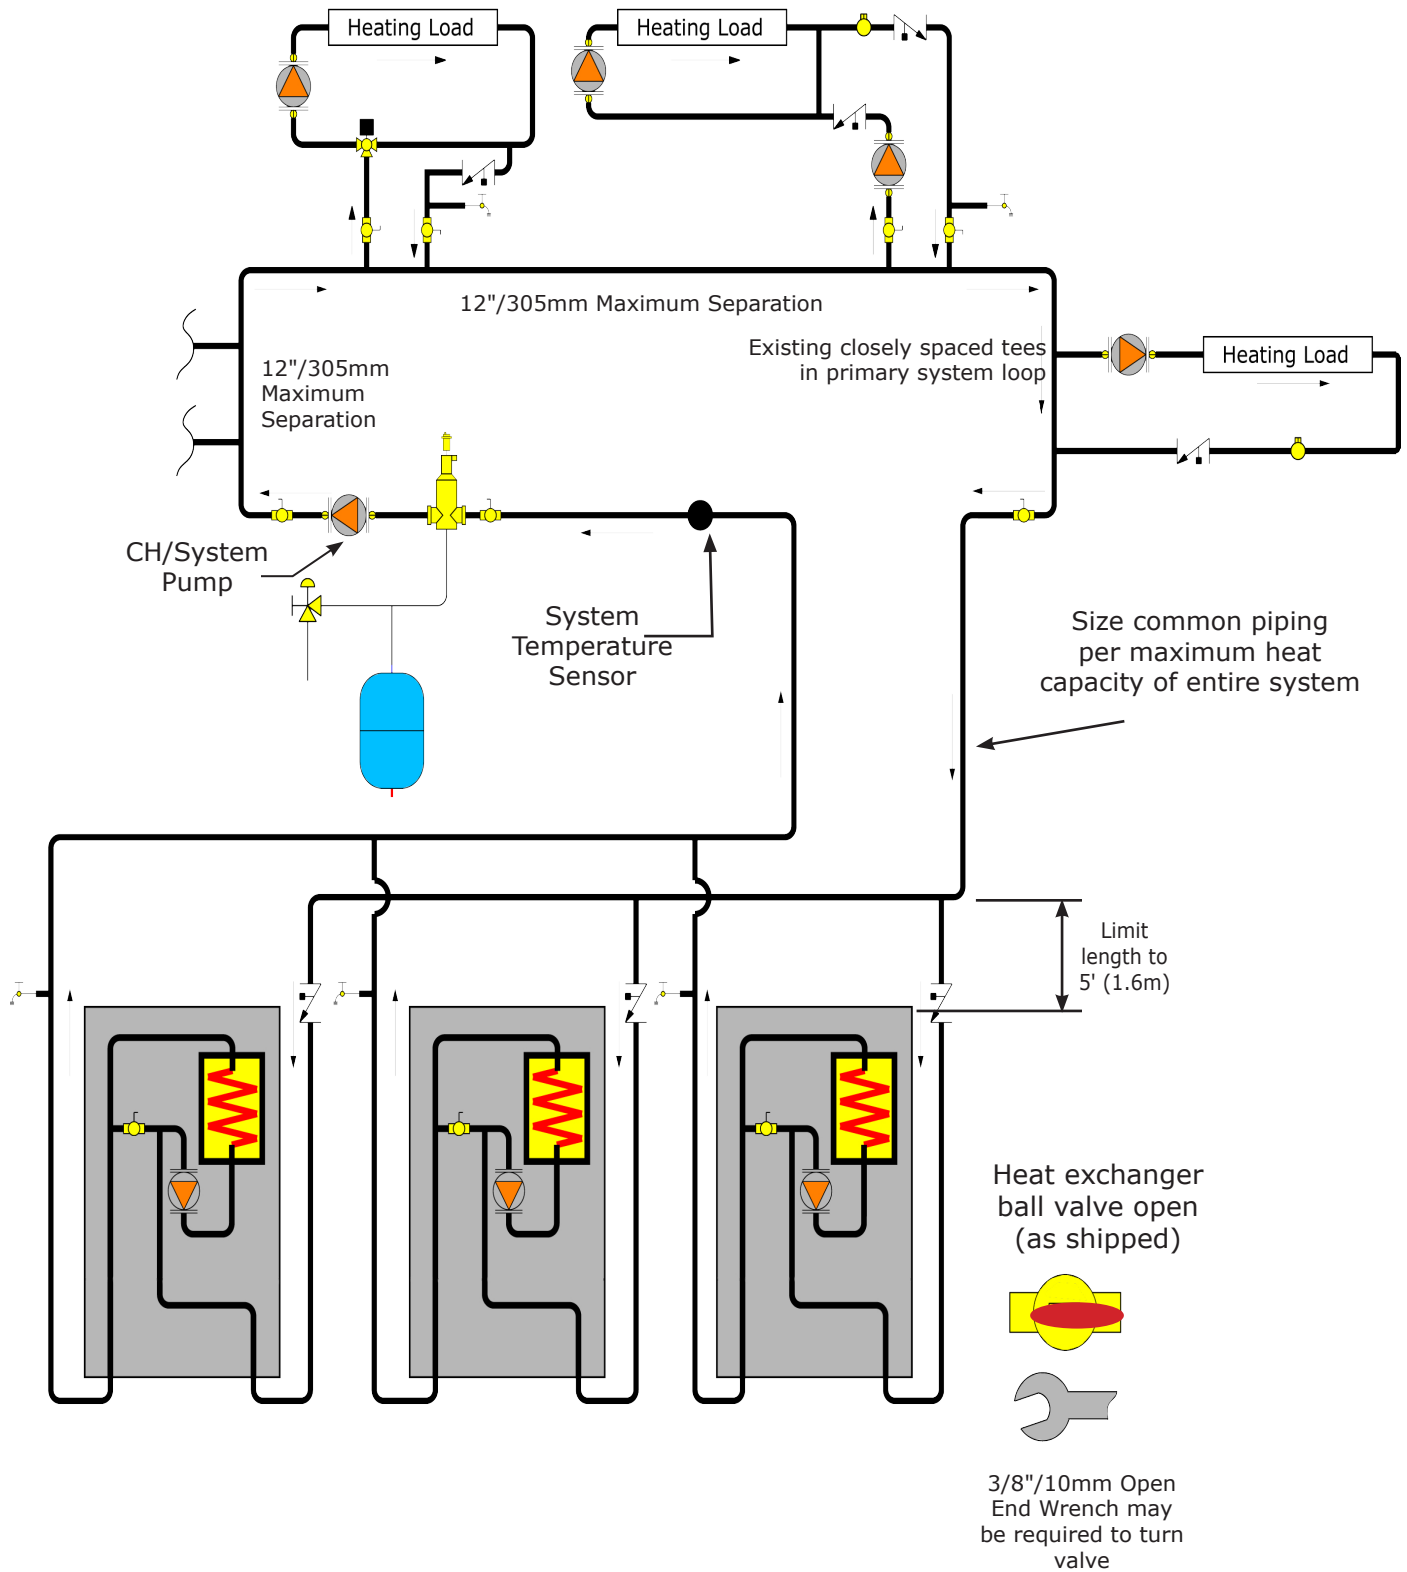 Heating Load
Heating Load
12"/305mm Maximum Separation
Existing closely spaced tees
in primary system loop
Heating Load
12"/305mm
Maximum
Separation
CH/System
Pump
System
Temperature
Sensor
Size common piping
per maximum heat
capacity of entire system
Limit
length to
5' (1.6m)
Heat exchanger
ball valve open
(as shipped)
3/8"/10mm Open
End Wrench may
be required to turn
valve